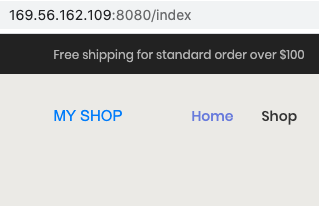 169.56.162.109:8080/index
Free shipping for standard order over $100
MY SHOP Home Shop